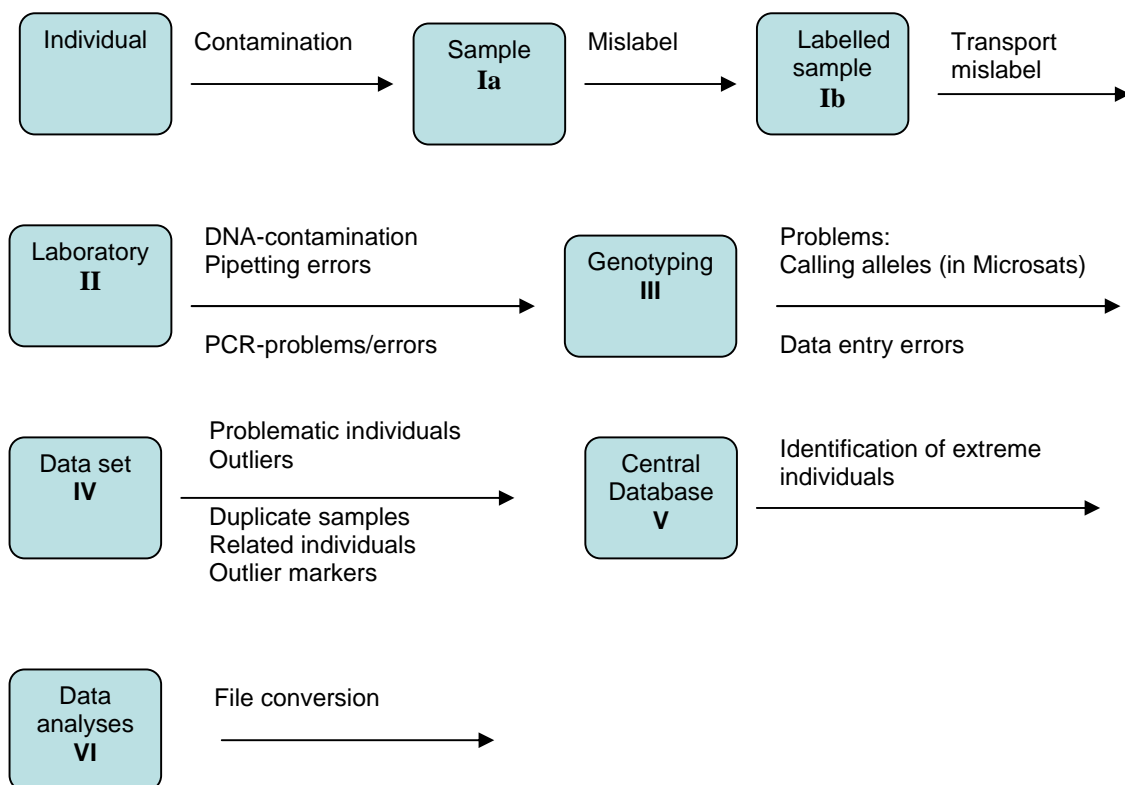 Individual
Contamination
Sample
Ia
Mislabel
Labelled
sample
Ib
Transport
mislabel
Laboratory
II
DNA-contamination
Pipetting errors
PCR-problems/errors
Genotyping
III
Problems:
Calling alleles (in Microsats)
Data entry errors
Data set
IV
Problematic individuals
Outliers
Duplicate samples
Related individuals
Outlier markers
Central
Database
V
Identification of extreme
individuals
Data
analyses
VI
File conversion